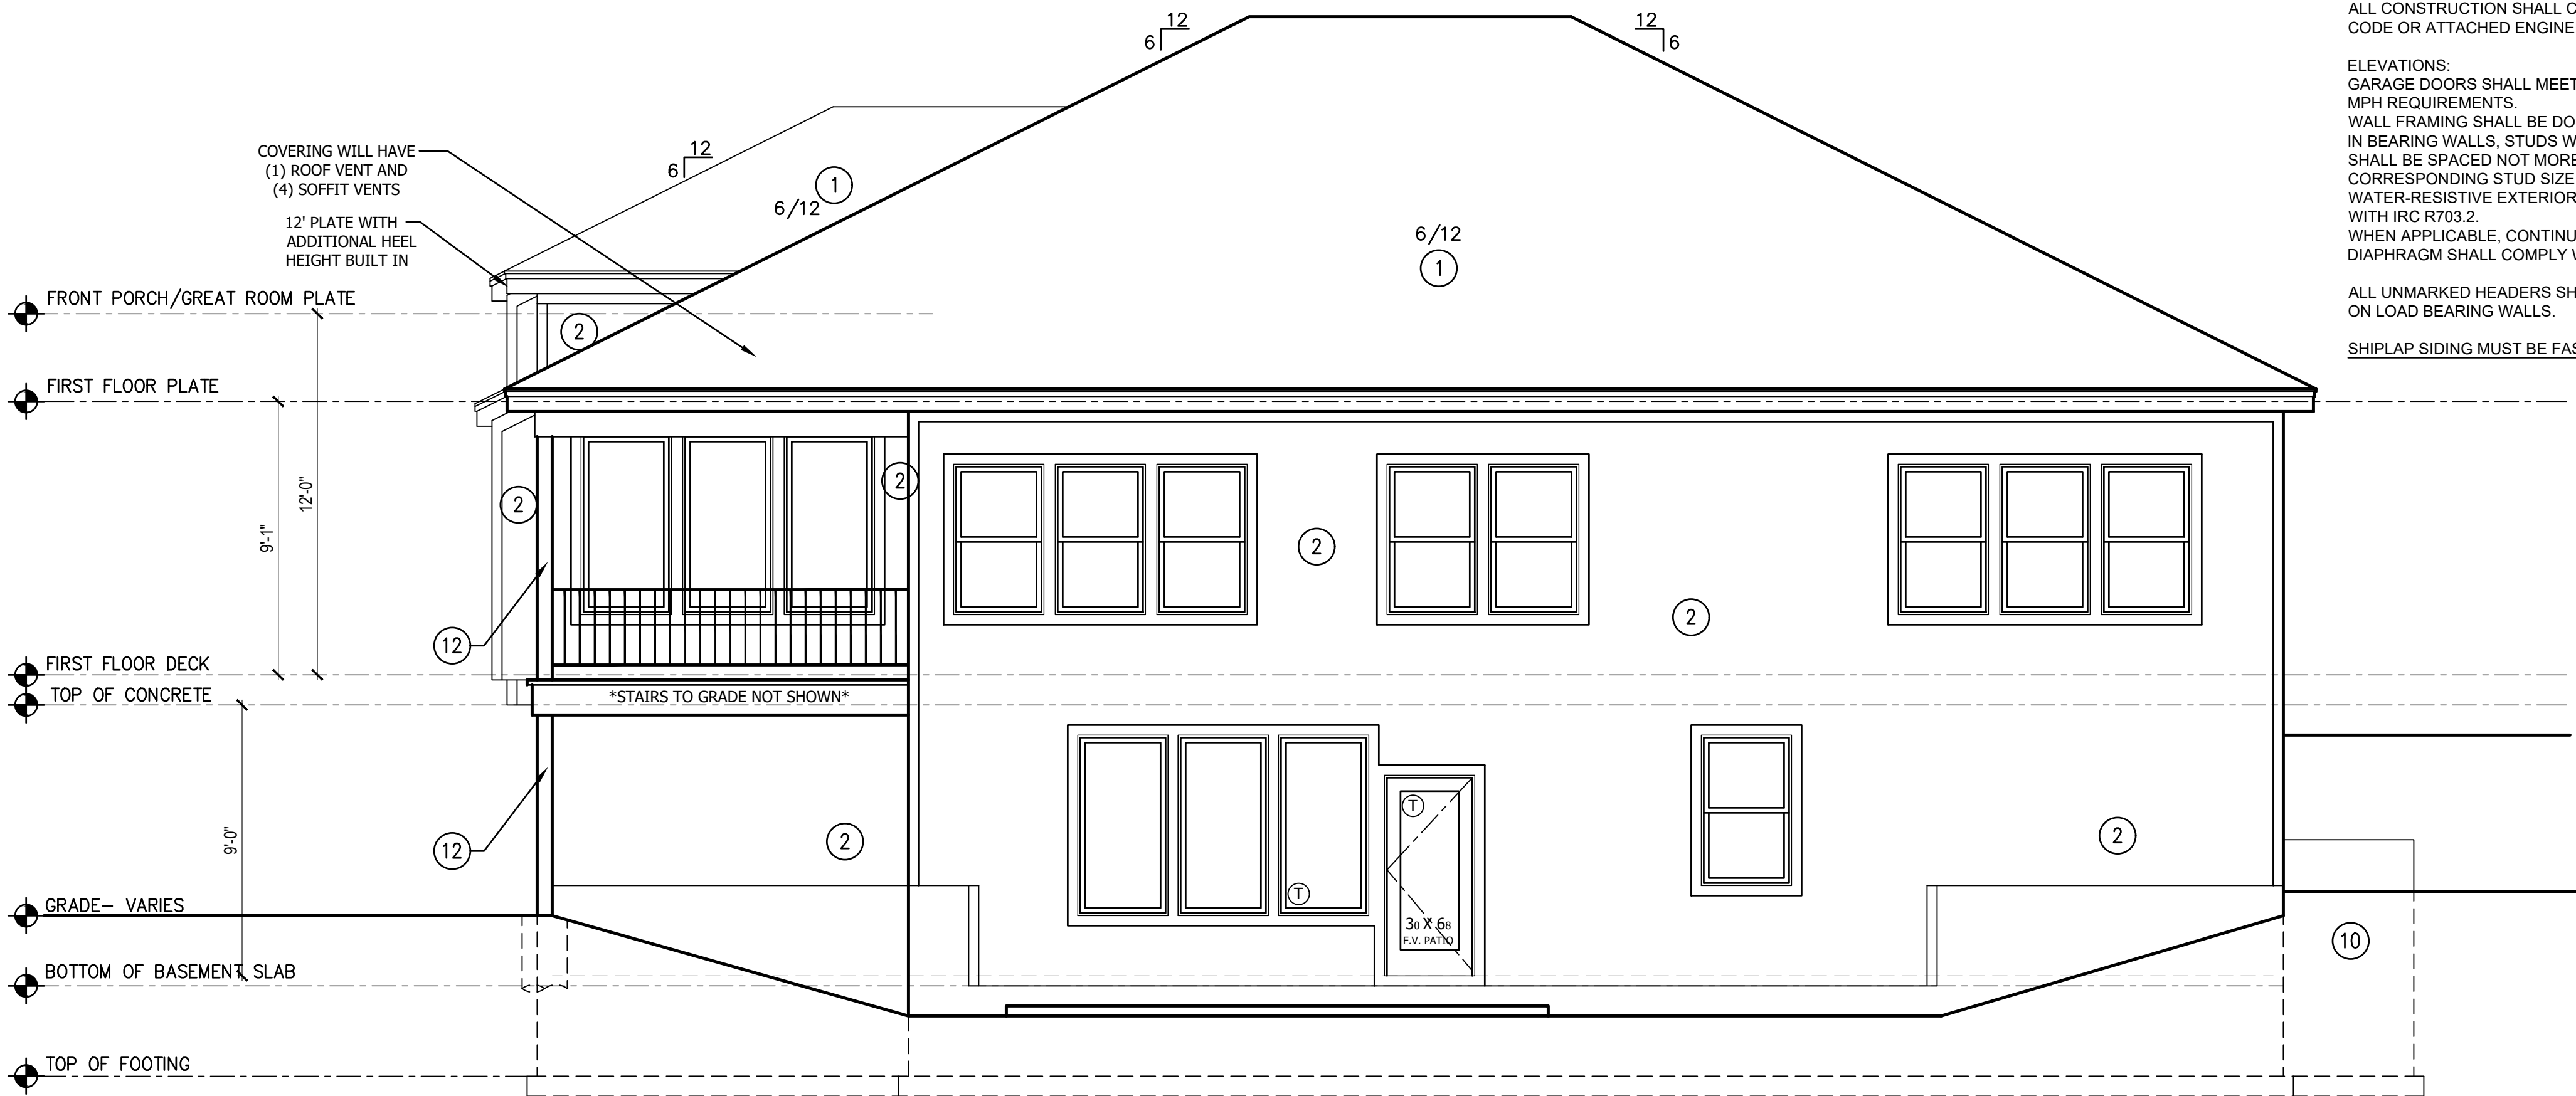 12
6
12
6
ALL CONSTRUCTION SHALL C
CODE OR ATTACHED ENGINE
ELEVATIONS:
GARAGE DOORS SHALL MEET
MPH REQUIREMENTS.
WALL FRAMING SHALL BE DO
IN BEARING WALLS, STUDS W
SHALL BE SPACED NOT MORE
CORRESPONDING STUD SIZE
WATER-RESISTIVE EXTERIOR
WITH IRC R703.2.
WHEN APPLICABLE, CONTINU
DIAPHRAGM SHALL COMPLY W
ALL UNMARKED HEADERS SH
ON LOAD BEARING WALLS.
SHIPLAP SIDING MUST BE FAS
COVERING WILL HAVE
(1) ROOF VENT AND
(4) SOFFIT VENTS
12' PLATE WITH
ADDITIONAL HEEL
HEIGHT BUILT IN
12
6
1
6/12
6/12
1
FRONT PORCH/GREAT ROOM PLATE
2
FIRST FLOOR PLATE
12'-0"
9'-1"
2
2
2
2
12
FIRST FLOOR DECK
TOP OF CONCRETE
*STAIRS TO GRADE NOT SHOWN*
9'-0"
12
2
T
T
30 X 68
F.V. PATIO
2
10
GRADE- VARIES
BOTTOM OF BASEMENT SLAB
TOP OF FOOTING